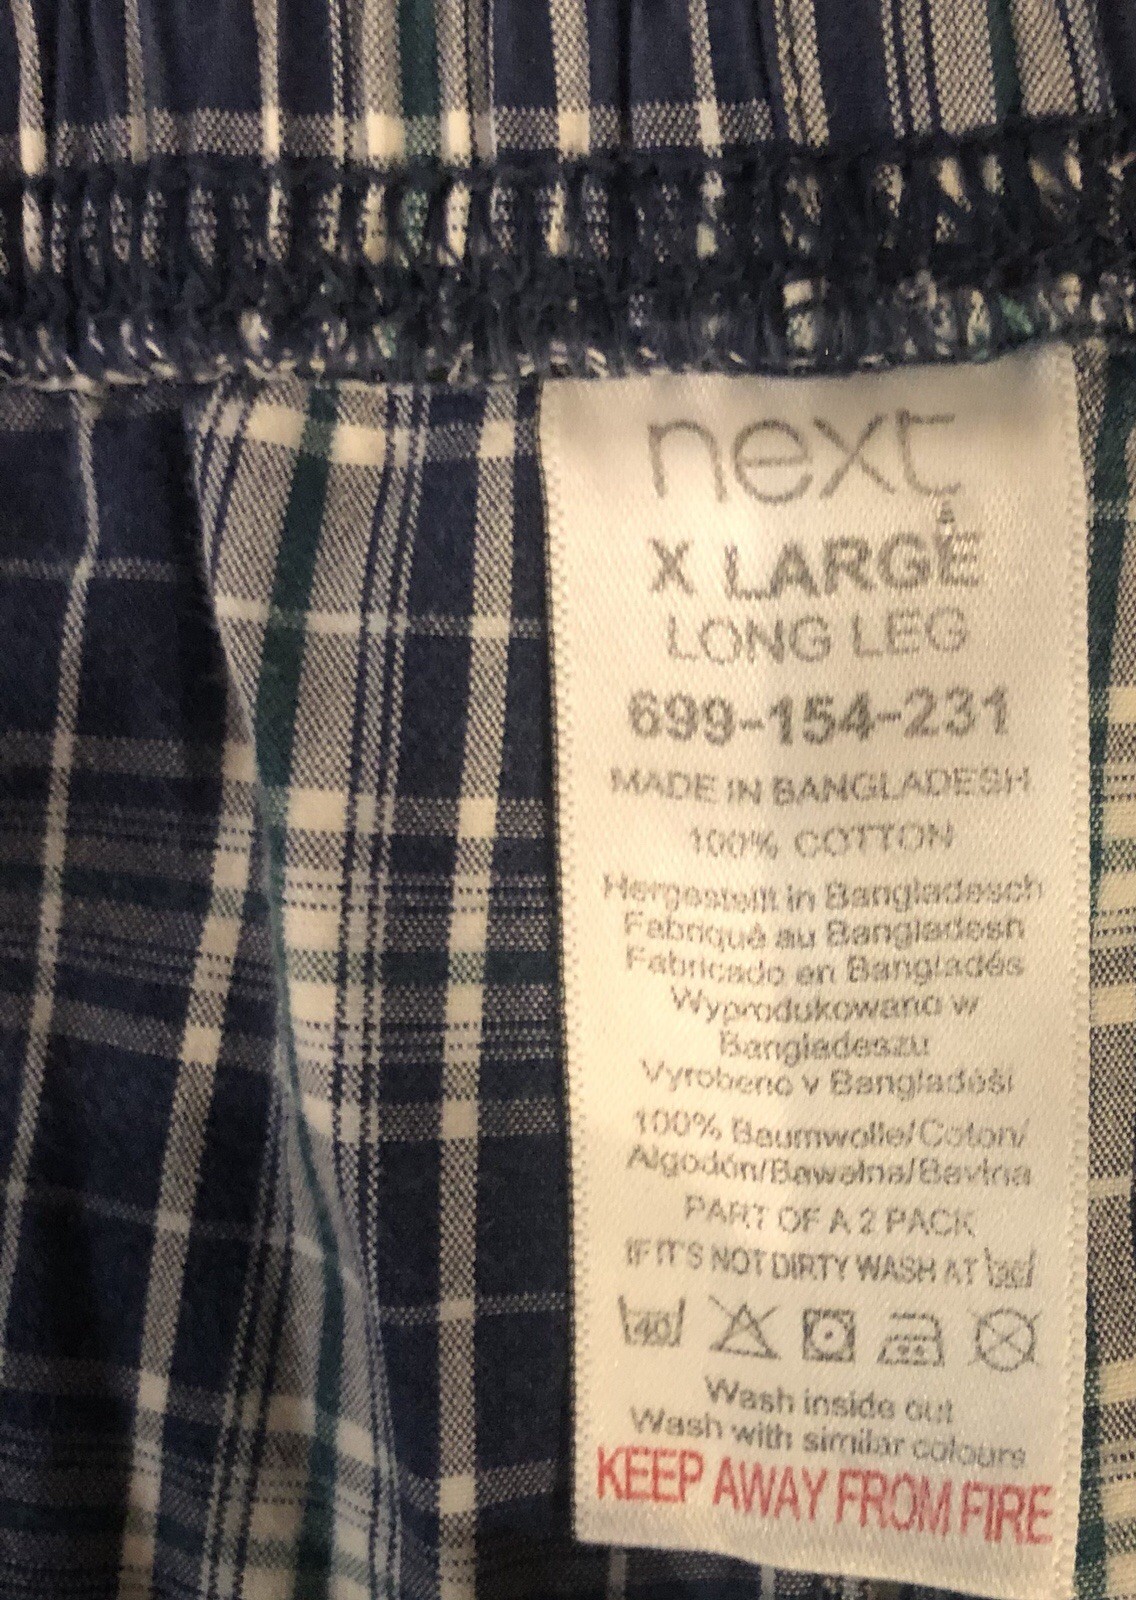 next
X LARGE
LONG LEG
699-154-231
MADE IN BANGLADESH
100% COTTON
Hergestellt in Bangladesch
Fabriqué au Bangladesh
Fabricado en Bangladés
Wyprodukowano w
Bangladeszu
Vyrobeno v Bangladéši
100% Baumwolle/Coton/
Algodón/Bawełna/Bavlna
PART OF A 2 PACK
IF IT'S NOT DIRTY WASH AT 30
40
Wash inside out
Wash with similar colours
KEEP AWAY FROM FIRE